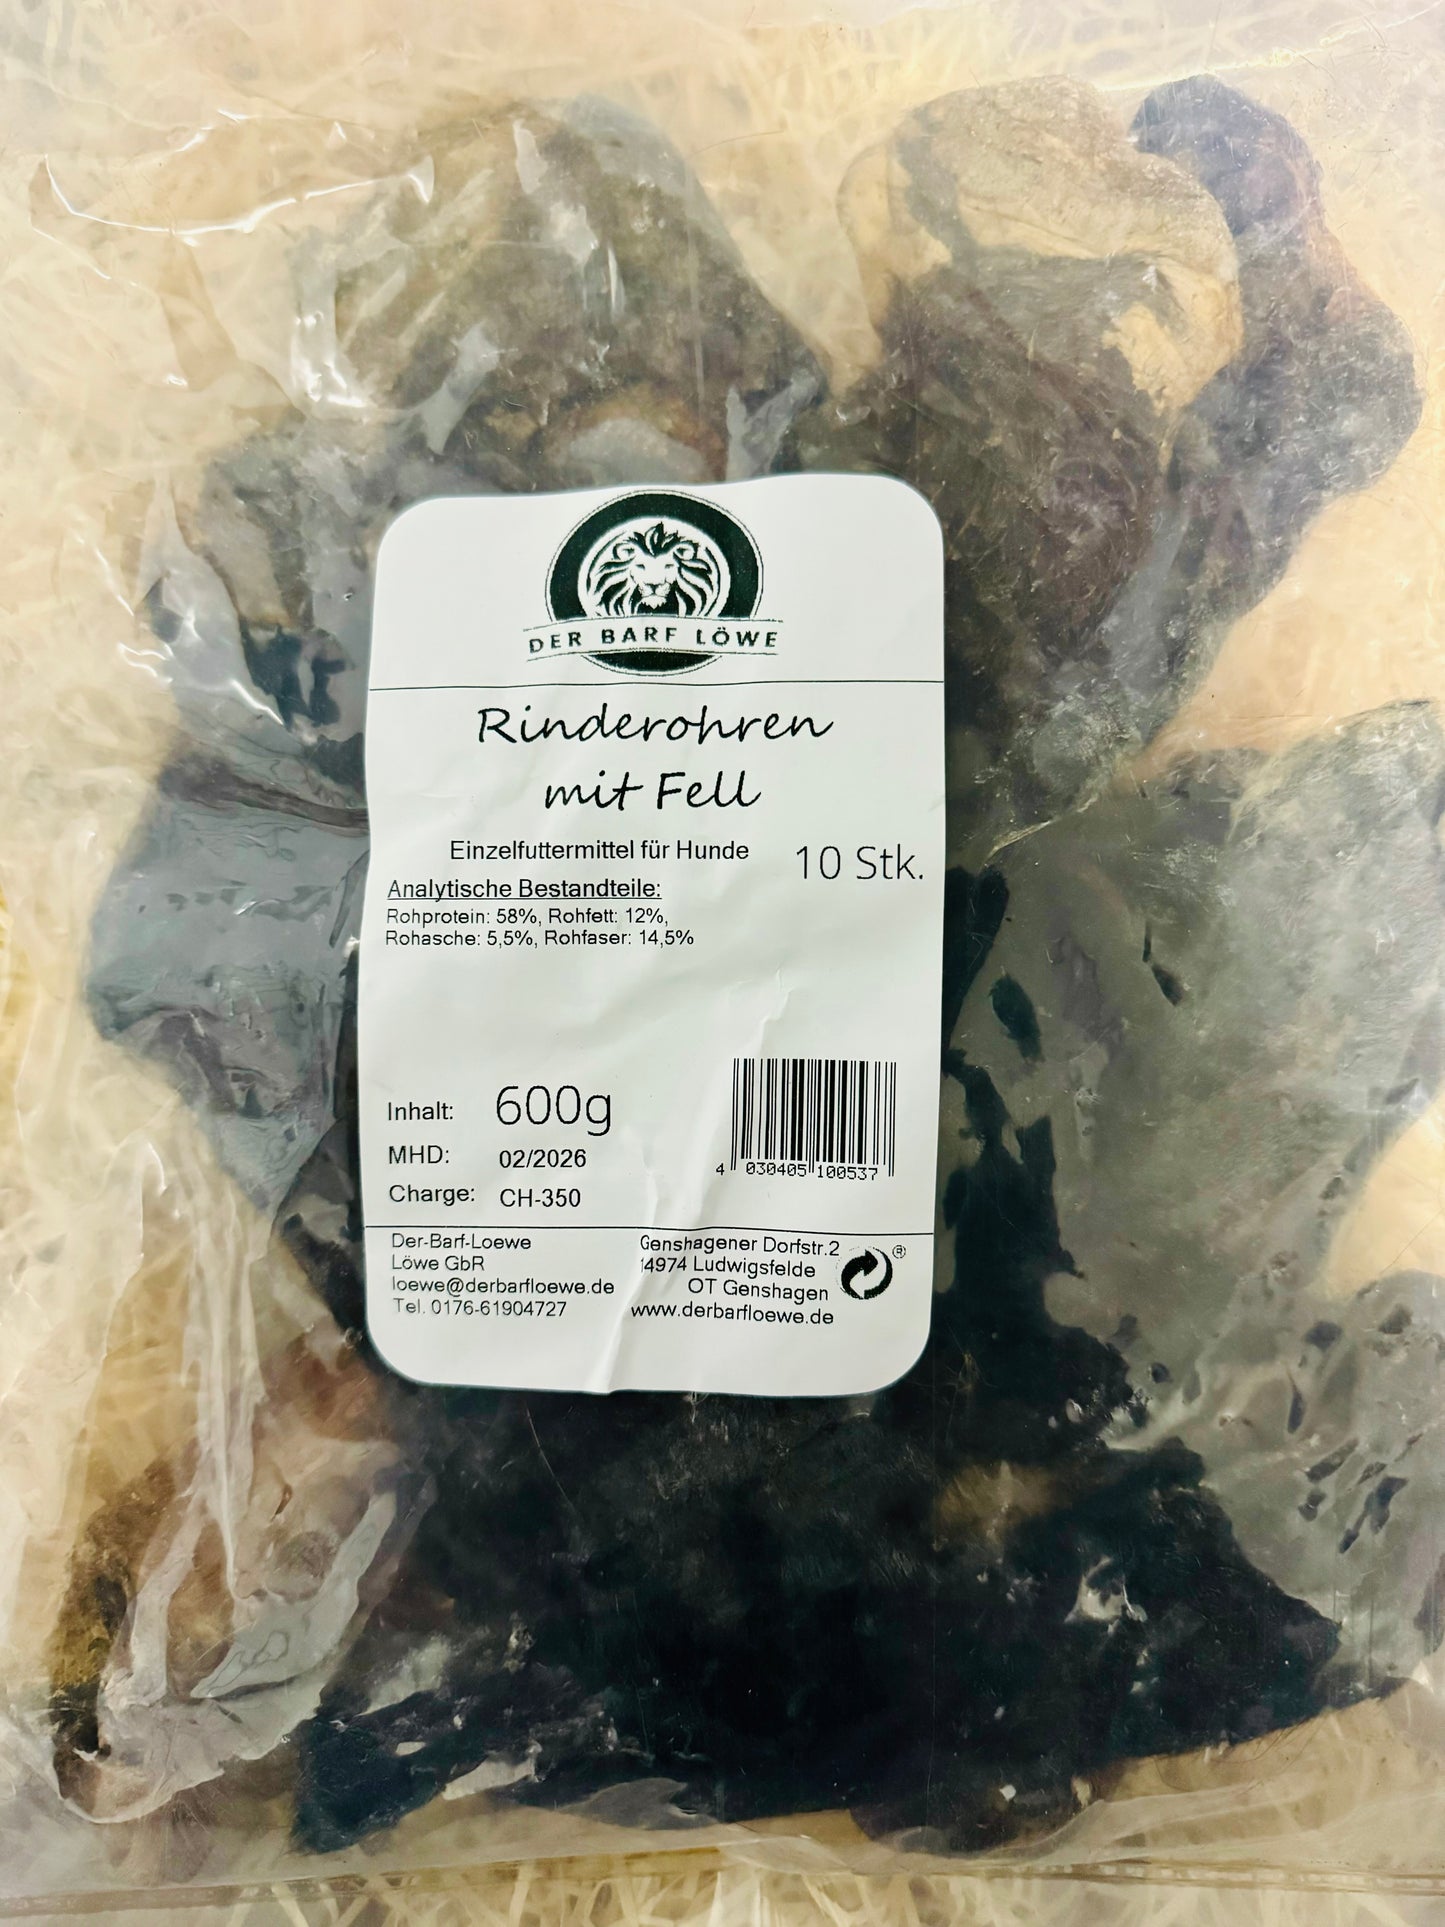 DER BARF LÖWE
Rinderohren
mit Fell
Einzelfuttermittel für Hunde
10 Stk.
Analytische Bestandteile:
Rohprotein: 58%, Rohfett: 12%,
Rohasche: 5,5%, Rohfaser: 14,5%
Inhalt: 600g
MHD: 02/2026
Charge: CH-350
4 030405 100537
Der-Barf-Loewe
Löwe GbR
loewe@derbarfloewe.de
Tel. 0176-61904727
Genshagener Dorfstr.2
14974 Ludwigsfelde
OT Genshagen
www.derbarfloewe.de
®